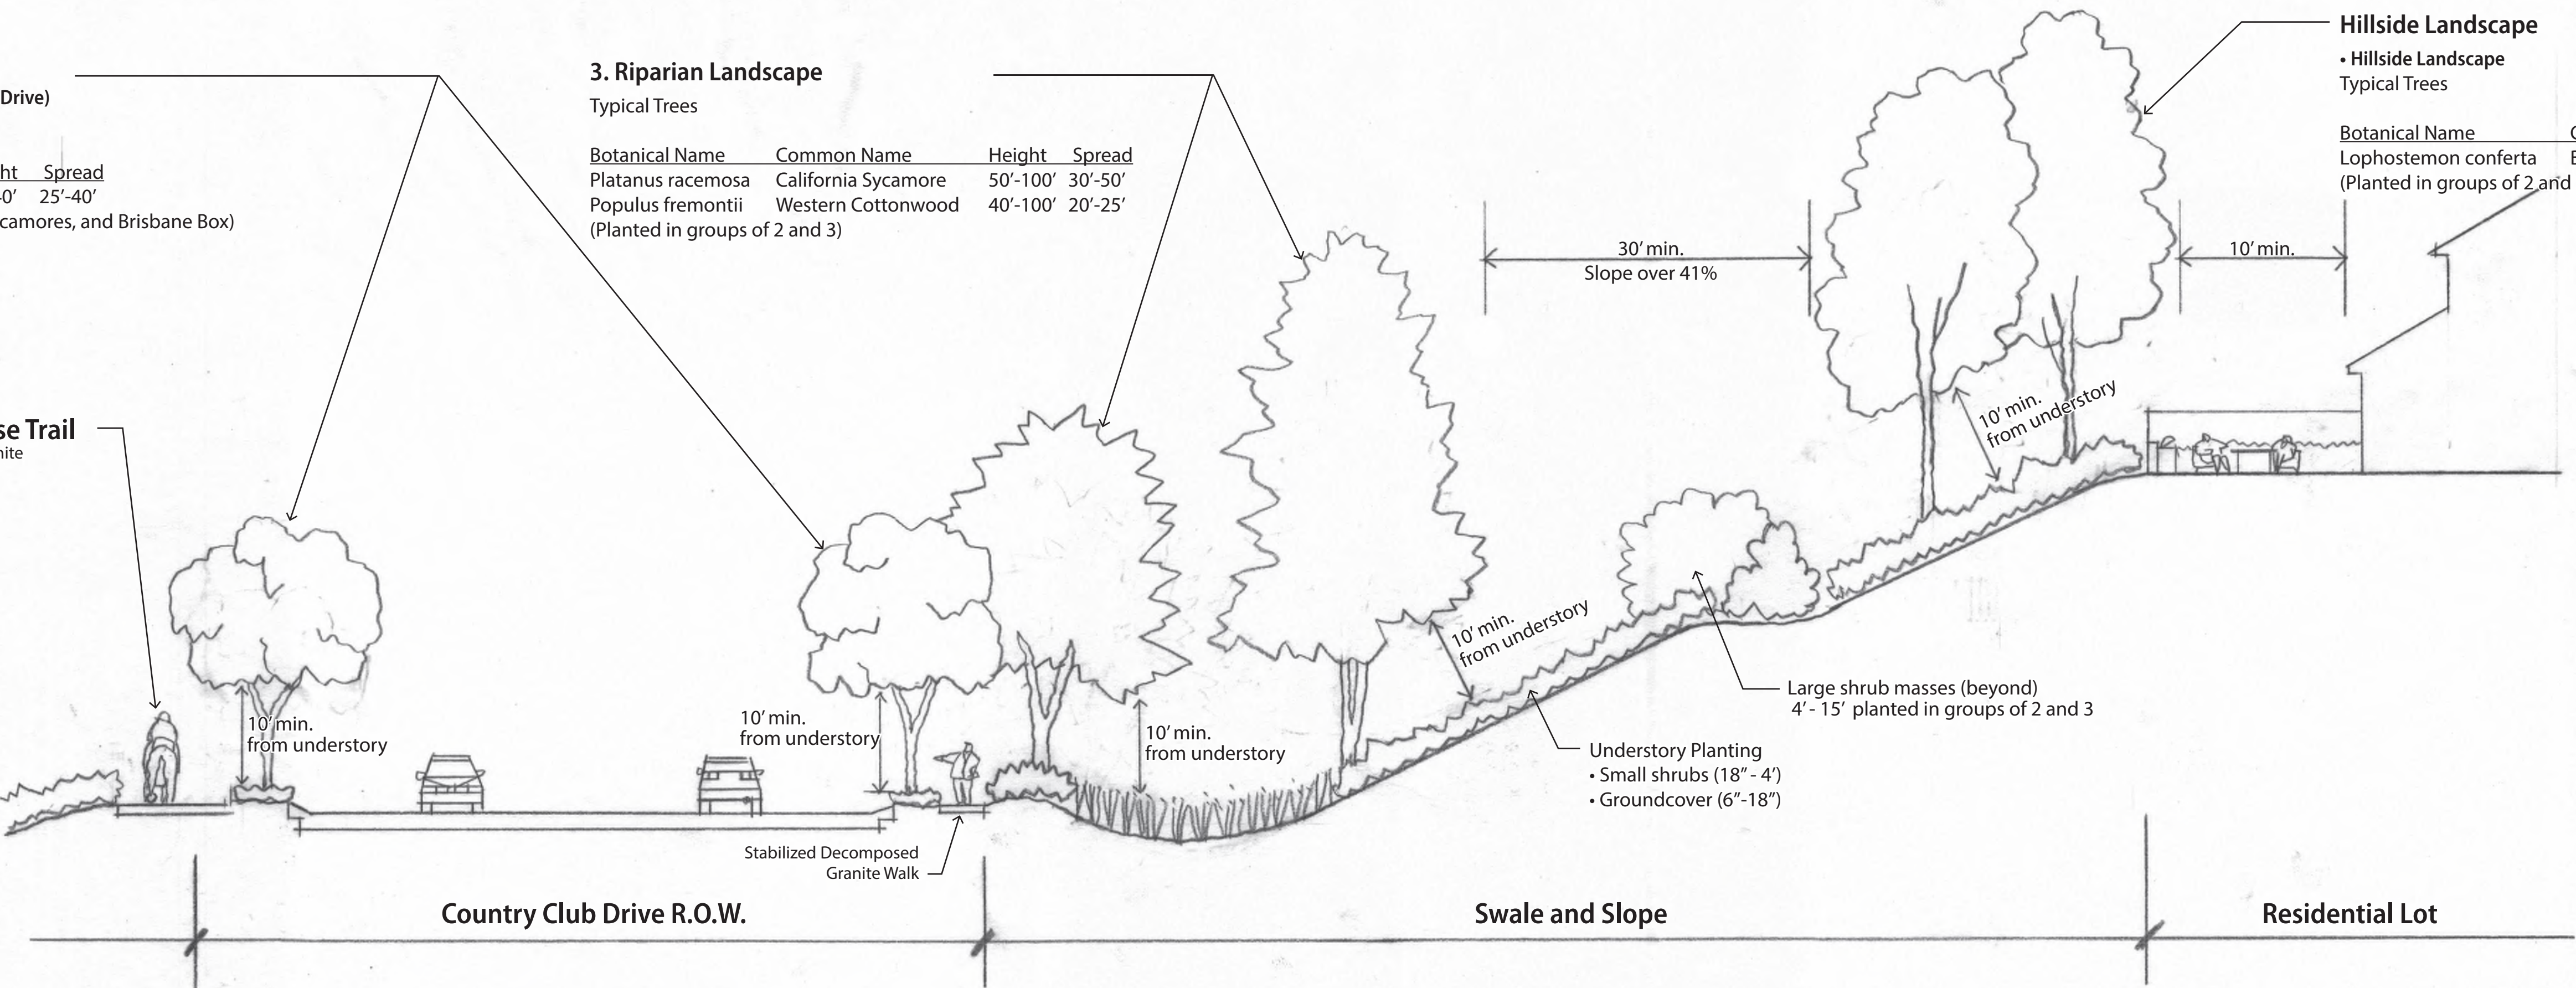 Drive)
ht Spread
0' 25'-40'
camores, and Brisbane Box)
se Trail
nite
3. Riparian Landscape
Typical Trees
Botanical Name Common Name Height Spread
Platanus racemosa California Sycamore 50'-100' 30'-50'
Populus fremontii Western Cottonwood 40'-100' 20'-25'
(Planted in groups of 2 and 3)
Hillside Landscape
• Hillside Landscape
Typical Trees
Botanical Name
Lophostemon conferta
(Planted in groups of 2 and
30' min.
Slope over 41%
10' min.
10' min.
from understory
10' min.
from understory
10' min.
from understory
10' min.
from understory
10' min.
from understory
Large shrub masses (beyond)
4' - 15' planted in groups of 2 and 3
Understory Planting
• Small shrubs (18" - 4')
• Groundcover (6"-18")
Stabilized Decomposed
Granite Walk
Country Club Drive R.O.W.
Swale and Slope
Residential Lot